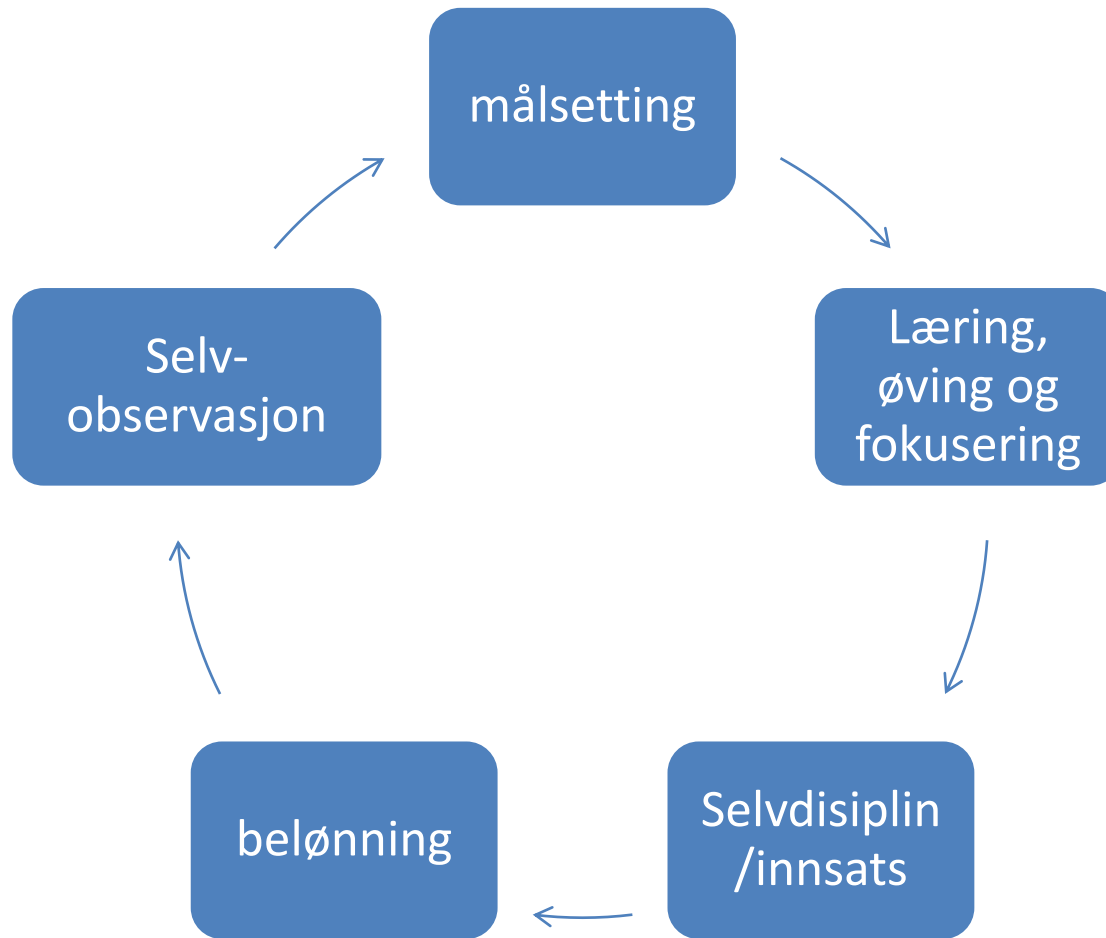 målsetting
Læring,
øving og
fokusering
Selvdisiplin
/innsats
belønning
Selv-
observasjon